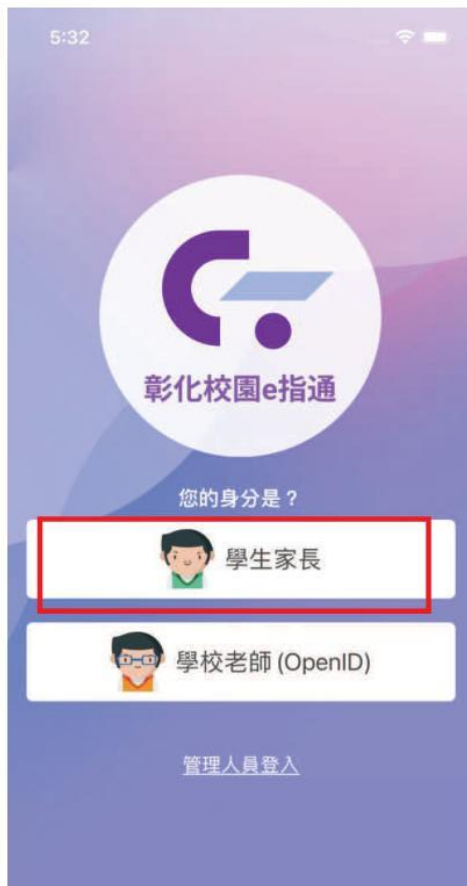 5:32
彰化校園e指通
您的身分是？
學生家長
學校老師 (OpenID)
管理人員登入